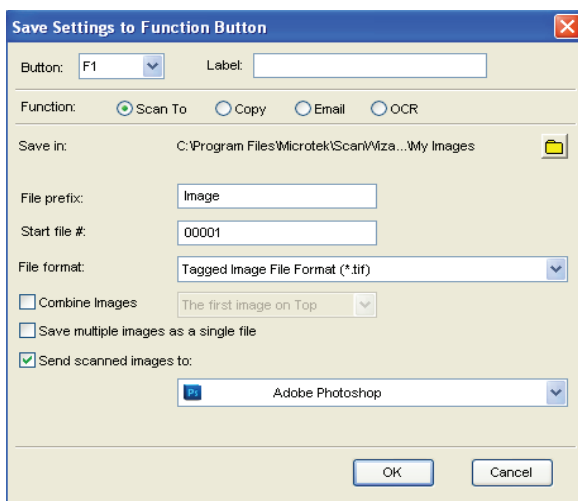 Save Settings to Function Button
Button: F1 Label:
Function: Scan To Copy Email OCR
Save in: C:\Program Files\Microtek\ScanWiza...\My Images
File prefix: Image
Start file #: 00001
File format: Tagged Image File Format (*.tif)
Combine Images The first image on Top
Save multiple images as a single file
Send scanned images to:
Ps Adobe Photoshop
OK Cancel